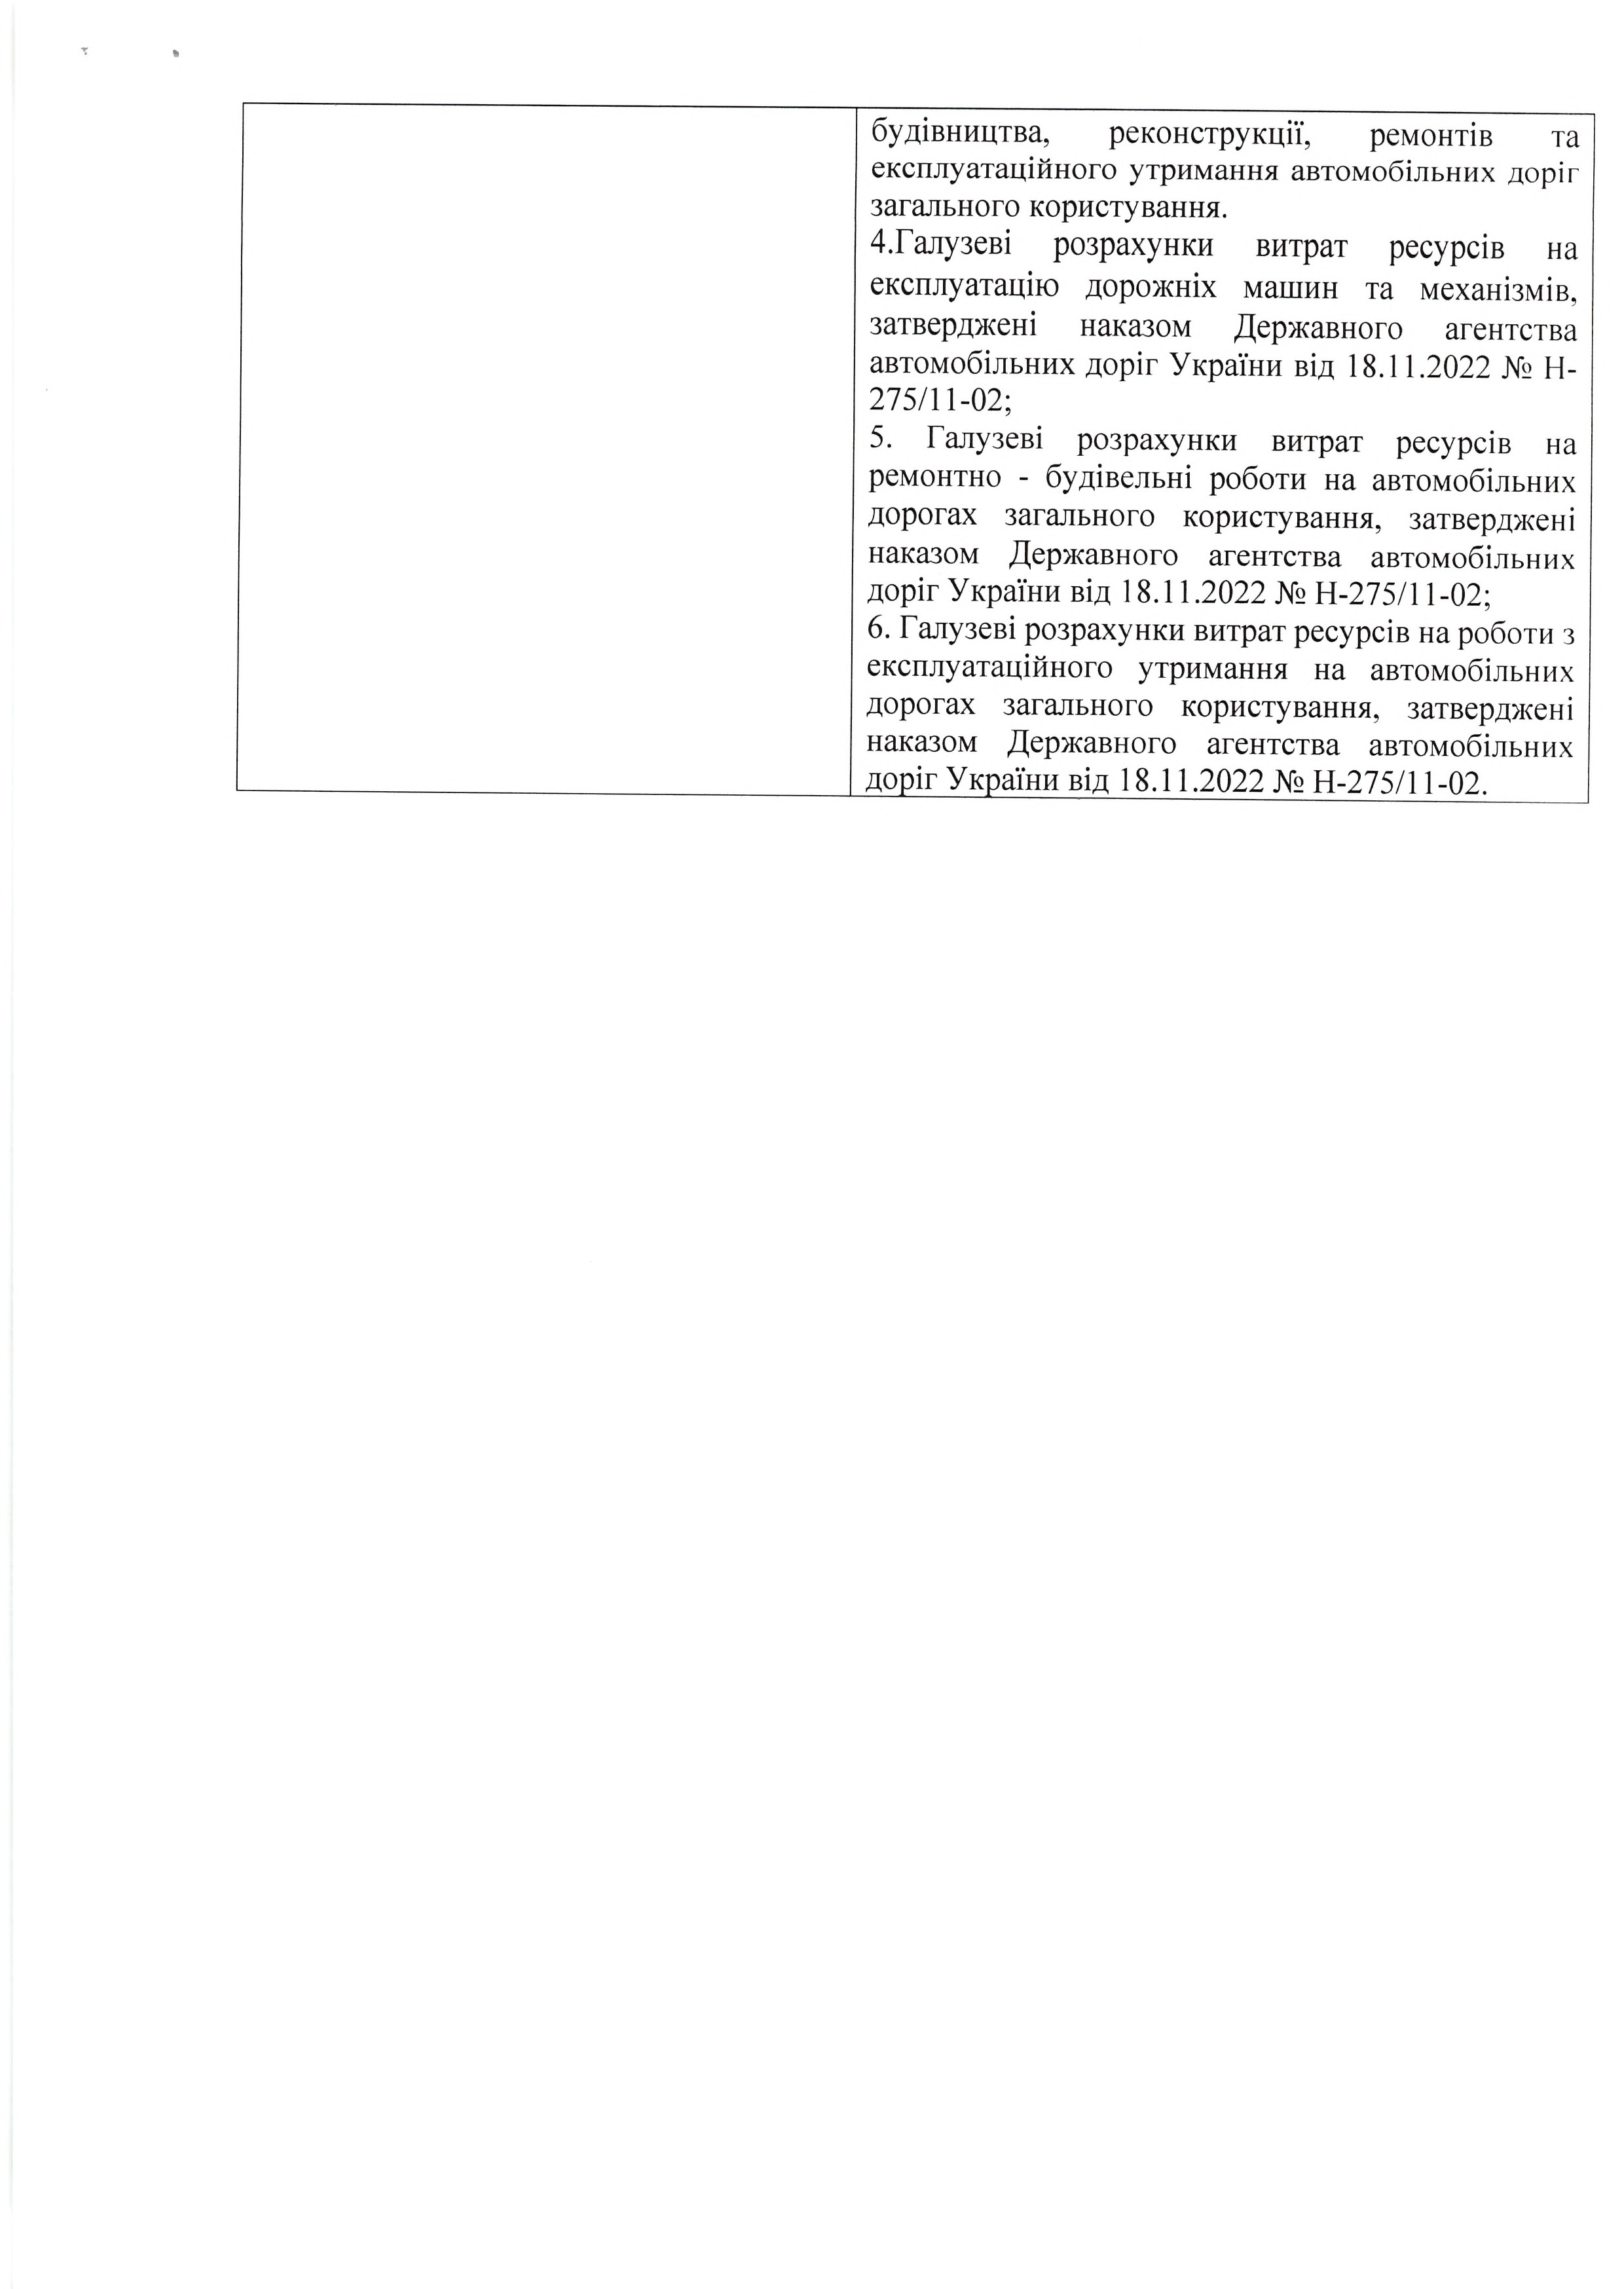 будівництва, реконструкції, ремонтів та
експлуатаційного утримання автомобільних доріг
загального користування.
4.Галузеві розрахунки витрат ресурсів на
експлуатацію дорожніх машин та механізмів,
затверджені наказом Державного агентства
автомобільних доріг України від 18.11.2022 № Н-
275/11-02;
5. Галузеві розрахунки витрат ресурсів на
ремонтно - будівельні роботи на автомобільних
дорогах загального користування, затверджені
наказом Державного агентства автомобільних
доріг України від 18.11.2022 № Н-275/11-02;
6. Галузеві розрахунки витрат ресурсів на роботи з
експлуатаційного утримання на автомобільних
дорогах загального користування, затверджені
наказом Державного агентства автомобільних
доріг України від 18.11.2022 № Н-275/11-02.